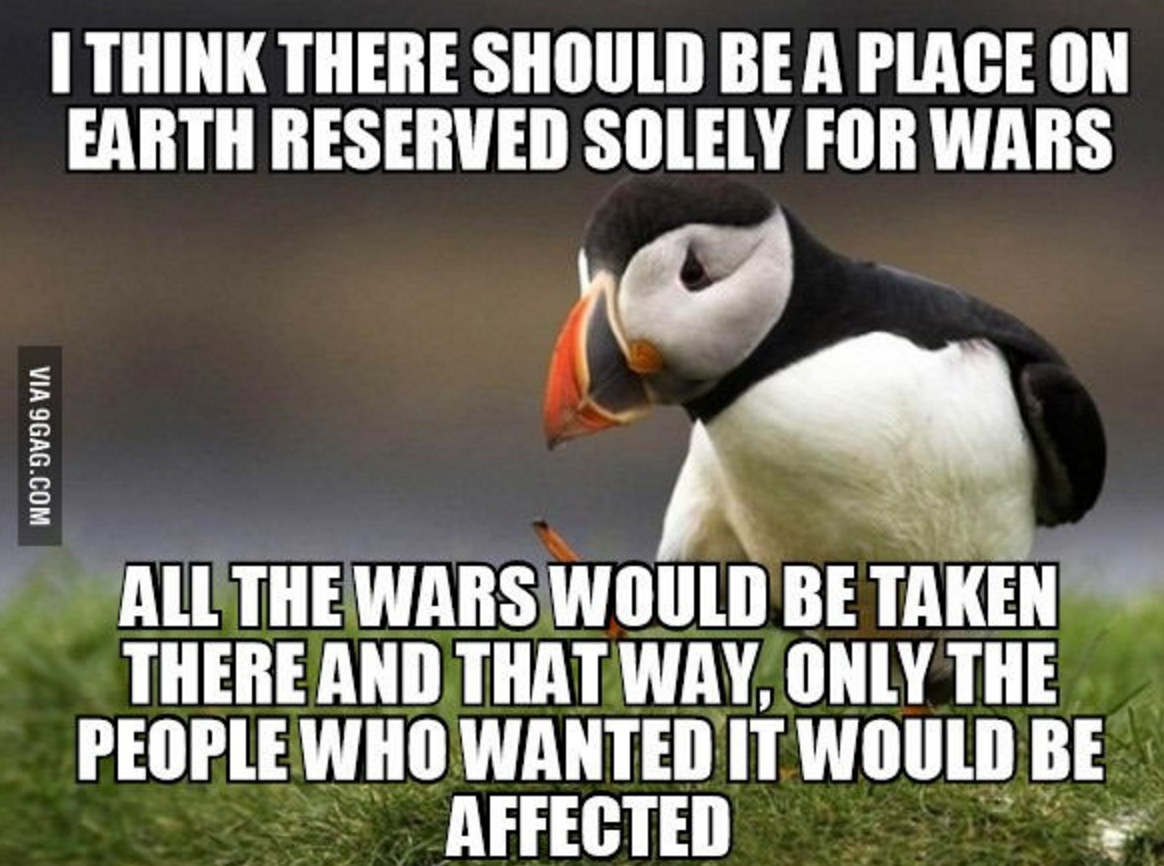 I THINK THERE SHOULD BE A PLACE ON
EARTH RESERVED SOLELY FOR WARS
VIA 9GAG.COM
ALL THE WARS WOULD BE TAKEN
THERE AND THAT WAY, ONLY THE
PEOPLE WHO WANTED IT WOULD BE
AFFECTED